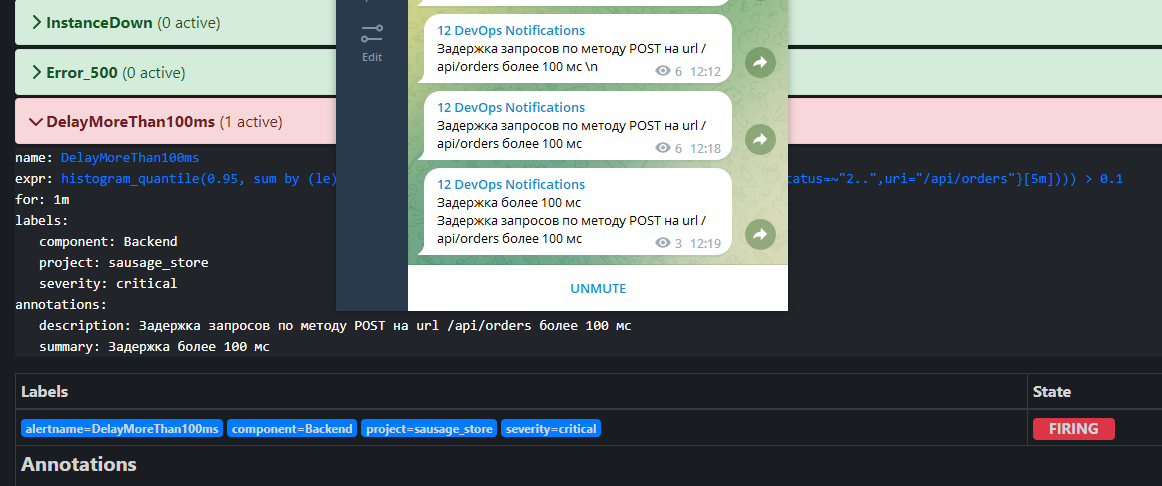 InstanceDown (0 active)
Error_500 (0 active)
DelayMoreThan100ms (1 active)
name: DelayMoreThan100ms
expr: histogram_quantile(0.95, sum by (le)
tatus=~"2..",uri="/api/orders"}[5m]))) > 0.1
for: 1m
labels:
component: Backend
project: sausage_store
severity: critical
annotations:
description: Задержка запросов по методу POST на url /api/orders более 100 мс
summary: Задержка более 100 мс
Edit
12 DevOps Notifications
Задержка запросов по методу POST на url /
api/orders более 100 мс \n
6 12:12
12 DevOps Notifications
Задержка запросов по методу POST на url /
api/orders более 100 мс
6 12:18
12 DevOps Notifications
Задержка более 100 мс
Задержка запросов по методу POST на url /
api/orders более 100 мс
3 12:19
UNMUTE
Labels
State
alertname=DelayMoreThan100ms component=Backend project=sausage_store severity=critical
FIRING
Annotations